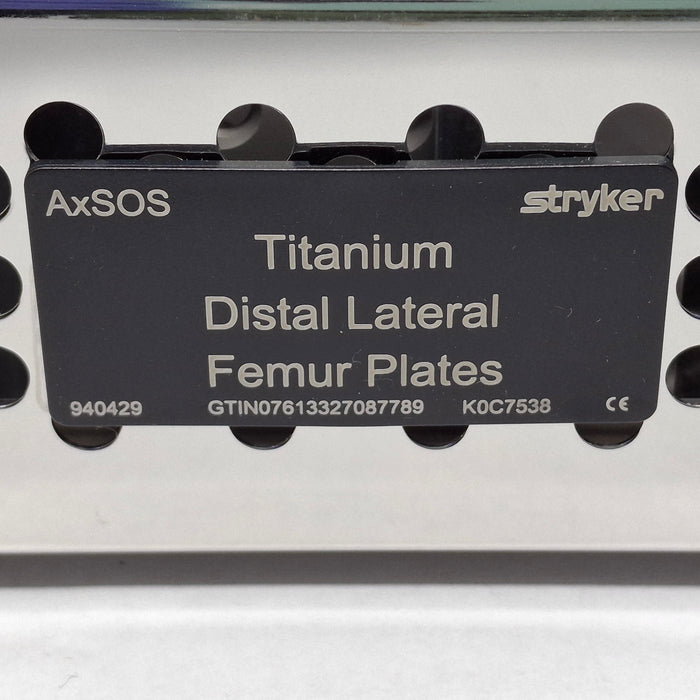 AxSOS stryker
Titanium
Distal Lateral
Femur Plates
940429 GTIN07613327087789 K0C7538 CE